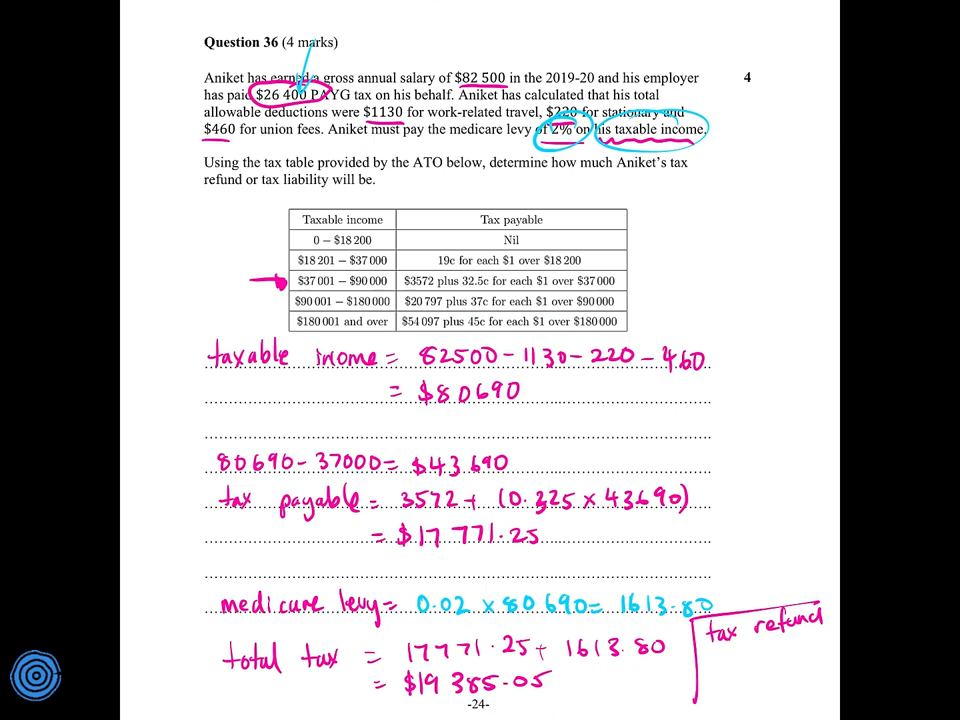 Question 36 (4 marks)
Aniket has earned a gross annual salary of $82 500 in the 2019-20 and his employer
has paid $26 400 PAYG tax on his behalf. Aniket has calculated that his total
allowable deductions were $1130 for work-related travel, $220 for stationary and
$460 for union fees. Aniket must pay the medicare levy of 2% on his taxable income.
4
Using the tax table provided by the ATO below, determine how much Aniket's tax
refund or tax liability will be.
Taxable income Tax payable
0 – $18 200 Nil
$18 201 – $37 000 19c for each $1 over $18 200
$37 001 – $90 000 $3572 plus 32.5c for each $1 over $37 000
$90 001 – $180 000 $20 797 plus 37c for each $1 over $90 000
$180 001 and over $54 097 plus 45c for each $1 over $180 000
taxable income = 82500 - 1130 - 220 - 460
= $80690
80690 - 37000 = $43690
tax payable = 3572 + (0.325 × 43690)
= $17 771.25
medicare levy = 0.02 × 80690 = 1613.80
total tax = 17771.25 + 1613.80
= $19 385.05
tax refund
-24-